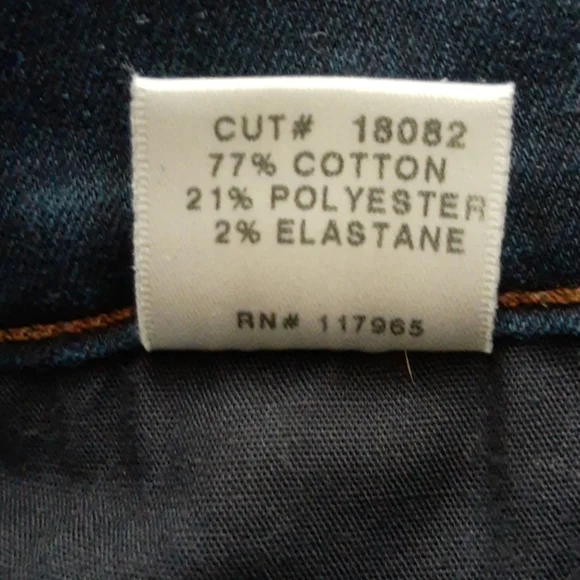 CUT# 18082
77% COTTON
21% POLYESTER
2% ELASTANE
RN# 117965